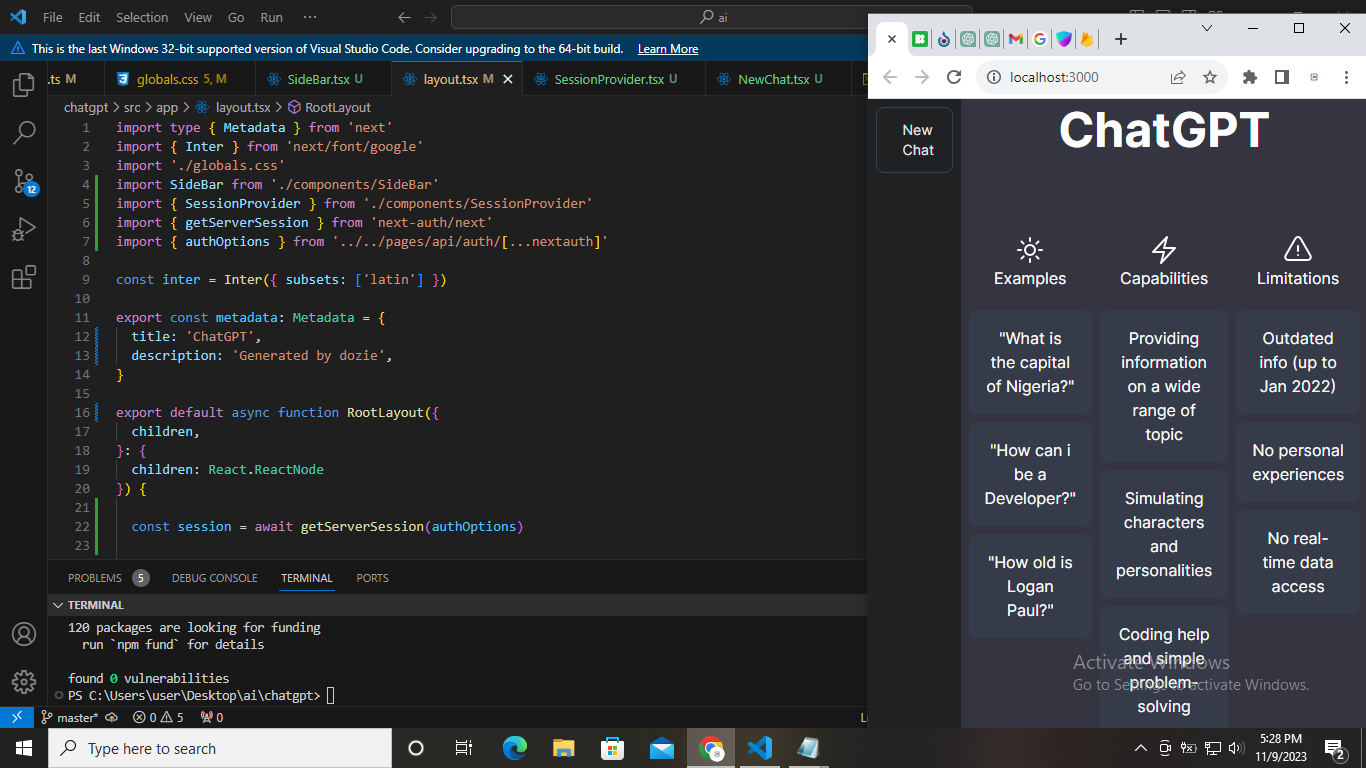 File Edit Selection View Go Run ···
ai
This is the last Windows 32-bit supported version of Visual Studio Code. Consider upgrading to the 64-bit build. Learn More
.ts M
globals.css 5, M
SideBar.tsx U
layout.tsx M
SessionProvider.tsx U
NewChat.tsx U
chatgpt > src > app > layout.tsx > RootLayout
1 import type { Metadata } from 'next'
2 import { Inter } from 'next/font/google'
3 import './globals.css'
4 import SideBar from './components/SideBar'
5 import { SessionProvider } from './components/SessionProvider'
6 import { getServerSession } from 'next-auth/next'
7 import { authOptions } from '../../pages/api/auth/[...nextauth]'
8
9 const inter = Inter({ subsets: ['latin'] })
10
11 export const metadata: Metadata = {
12 title: 'ChatGPT',
13 description: 'Generated by dozie',
14 }
15
16 export default async function RootLayout({
17 children,
18 }: {
19 children: React.ReactNode
20 }) {
21
22 const session = await getServerSession(authOptions)
23
PROBLEMS 5 DEBUG CONSOLE TERMINAL PORTS
TERMINAL
120 packages are looking for funding
run `npm fund` for details
found 0 vulnerabilities
PS C:\Users\user\Desktop\ai\chatgpt>
12
master* 0 5 0
localhost:3000
New
Chat
ChatGPT
Examples
"What is
the capital
of Nigeria?"
"How can i
be a
Developer?"
"How old is
Logan
Paul?"
Capabilities
Providing
information
on a wide
range of
topic
Simulating
characters
and
personalities
Coding help
and simple
problem-
solving
Limitations
Outdated
info (up to
Jan 2022)
No personal
experiences
No real-
time data
access
Activate Windows
Go to Settings to activate Windows.
Type here to search
5:28 PM
11/9/2023
2